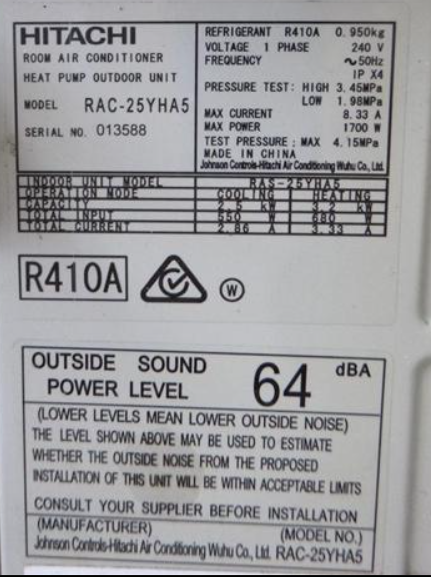 HITACHI
ROOM AIR CONDITIONER
HEAT PUMP OUTDOOR UNIT
MODEL RAC-25YHA5
SERIAL NO. 013588
REFRIGERANT R410A 0.950kg
VOLTAGE 1 PHASE 240 V
FREQUENCY ~50Hz
IP X4
PRESSURE TEST: HIGH 3.45MPa
LOW 1.98MPa
MAX CURRENT 8.33 A
MAX POWER 1700 W
TEST PRESSURE : MAX 4.15MPa
MADE IN CHINA
Johnson Controls-Hitachi Air Conditioning Wuhu Co., Ltd.
INDOOR UNIT MODEL RAS-25YHA5
OPERATION MODE COOLING HEATING
CAPACITY 2.5 kW 3.2 kW
TOTAL INPUT 550 W 680 W
TOTAL CURRENT 2.86 A 3.33 A
R410A W
OUTSIDE SOUND
POWER LEVEL 64 dBA
(LOWER LEVELS MEAN LOWER OUTSIDE NOISE)
THE LEVEL SHOWN ABOVE MAY BE USED TO ESTIMATE
WHETHER THE OUTSIDE NOISE FROM THE PROPOSED
INSTALLATION OF THIS UNIT WILL BE WITHIN ACCEPTABLE LIMITS
CONSULT YOUR SUPPLIER BEFORE INSTALLATION
(MANUFACTURER) (MODEL NO.)
Johnson Controls-Hitachi Air Conditioning Wuhu Co., Ltd. RAC-25YHA5